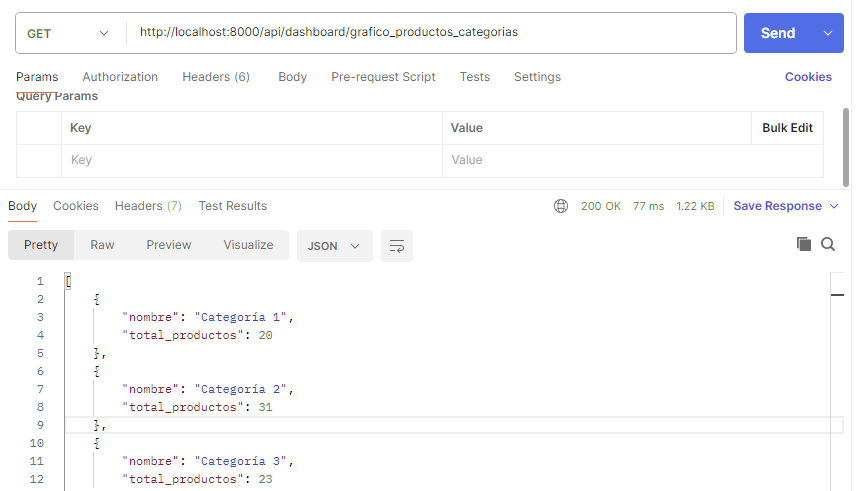 GET http://localhost:8000/api/dashboard/grafico_productos_categorias Send
Params Authorization Headers (6) Body Pre-request Script Tests Settings Cookies
Query Params
Key Value Bulk Edit
Key Value
Body Cookies Headers (7) Test Results 200 OK 77 ms 1.22 KB Save Response
Pretty Raw Preview Visualize JSON
1 [
2 {
3 "nombre": "Categoría 1",
4 "total_productos": 20
5 },
6 {
7 "nombre": "Categoría 2",
8 "total_productos": 31
9 },
10 {
11 "nombre": "Categoría 3",
12 "total_productos": 23